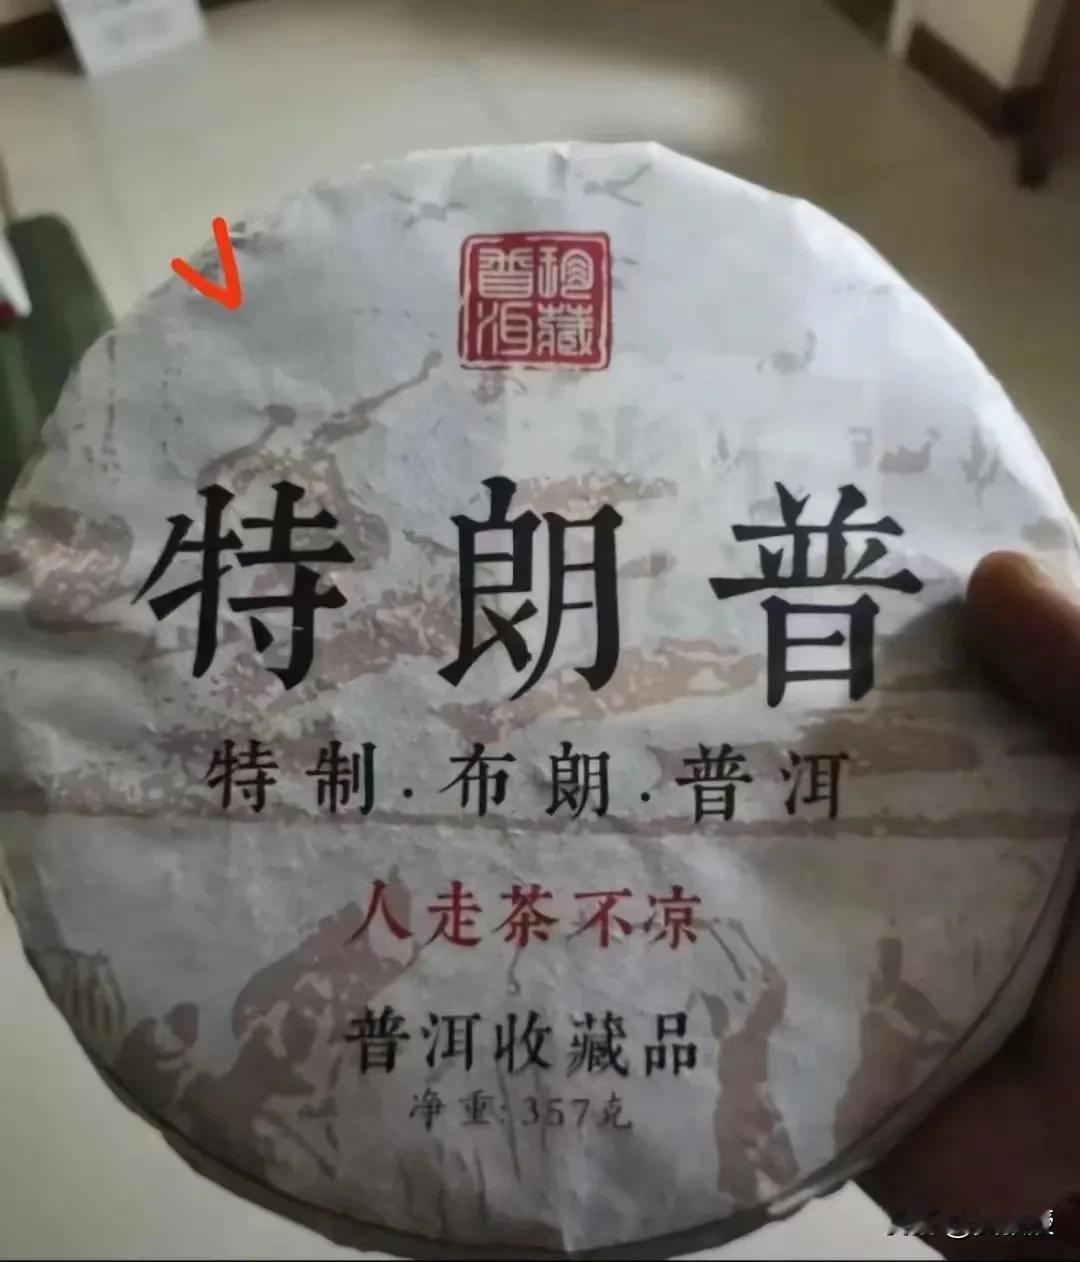 珍藏普洱
特朗普
特制·布朗·普洱
人走茶不凉
普洱收藏品
净重:357克